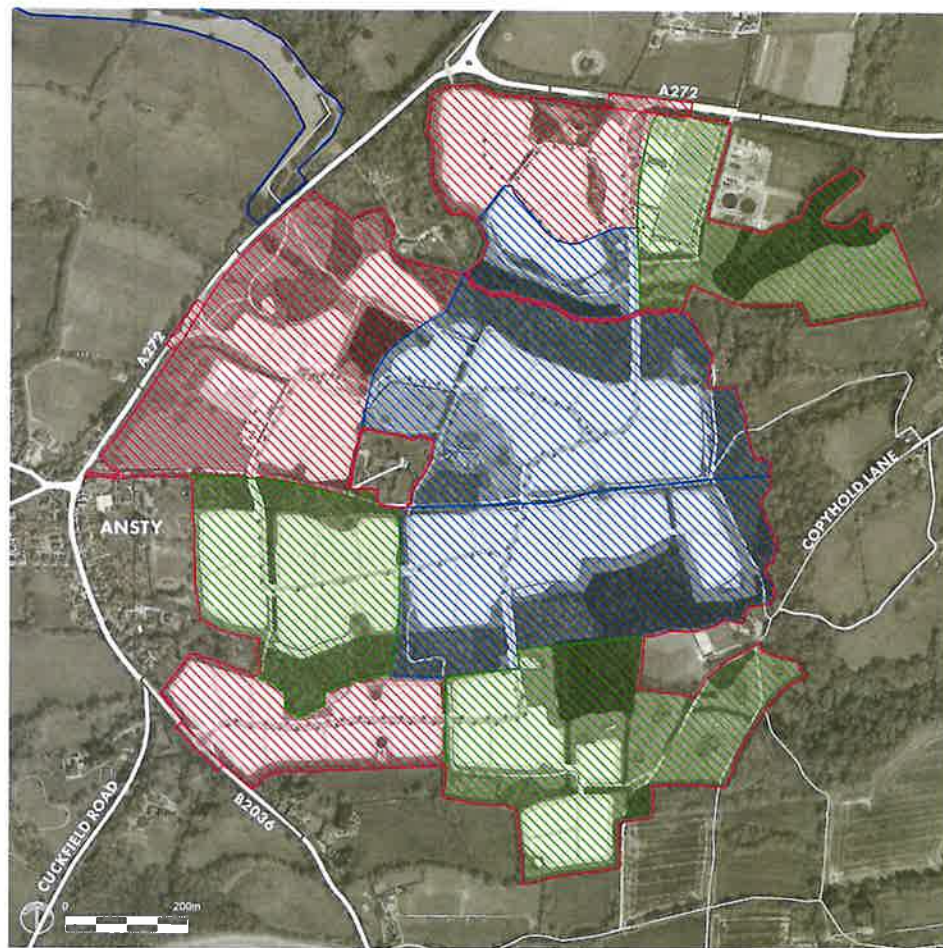 A272
A272
COPYHOLD LANE
ANSTY
CUCKFIELD ROAD
B2036
0 200m